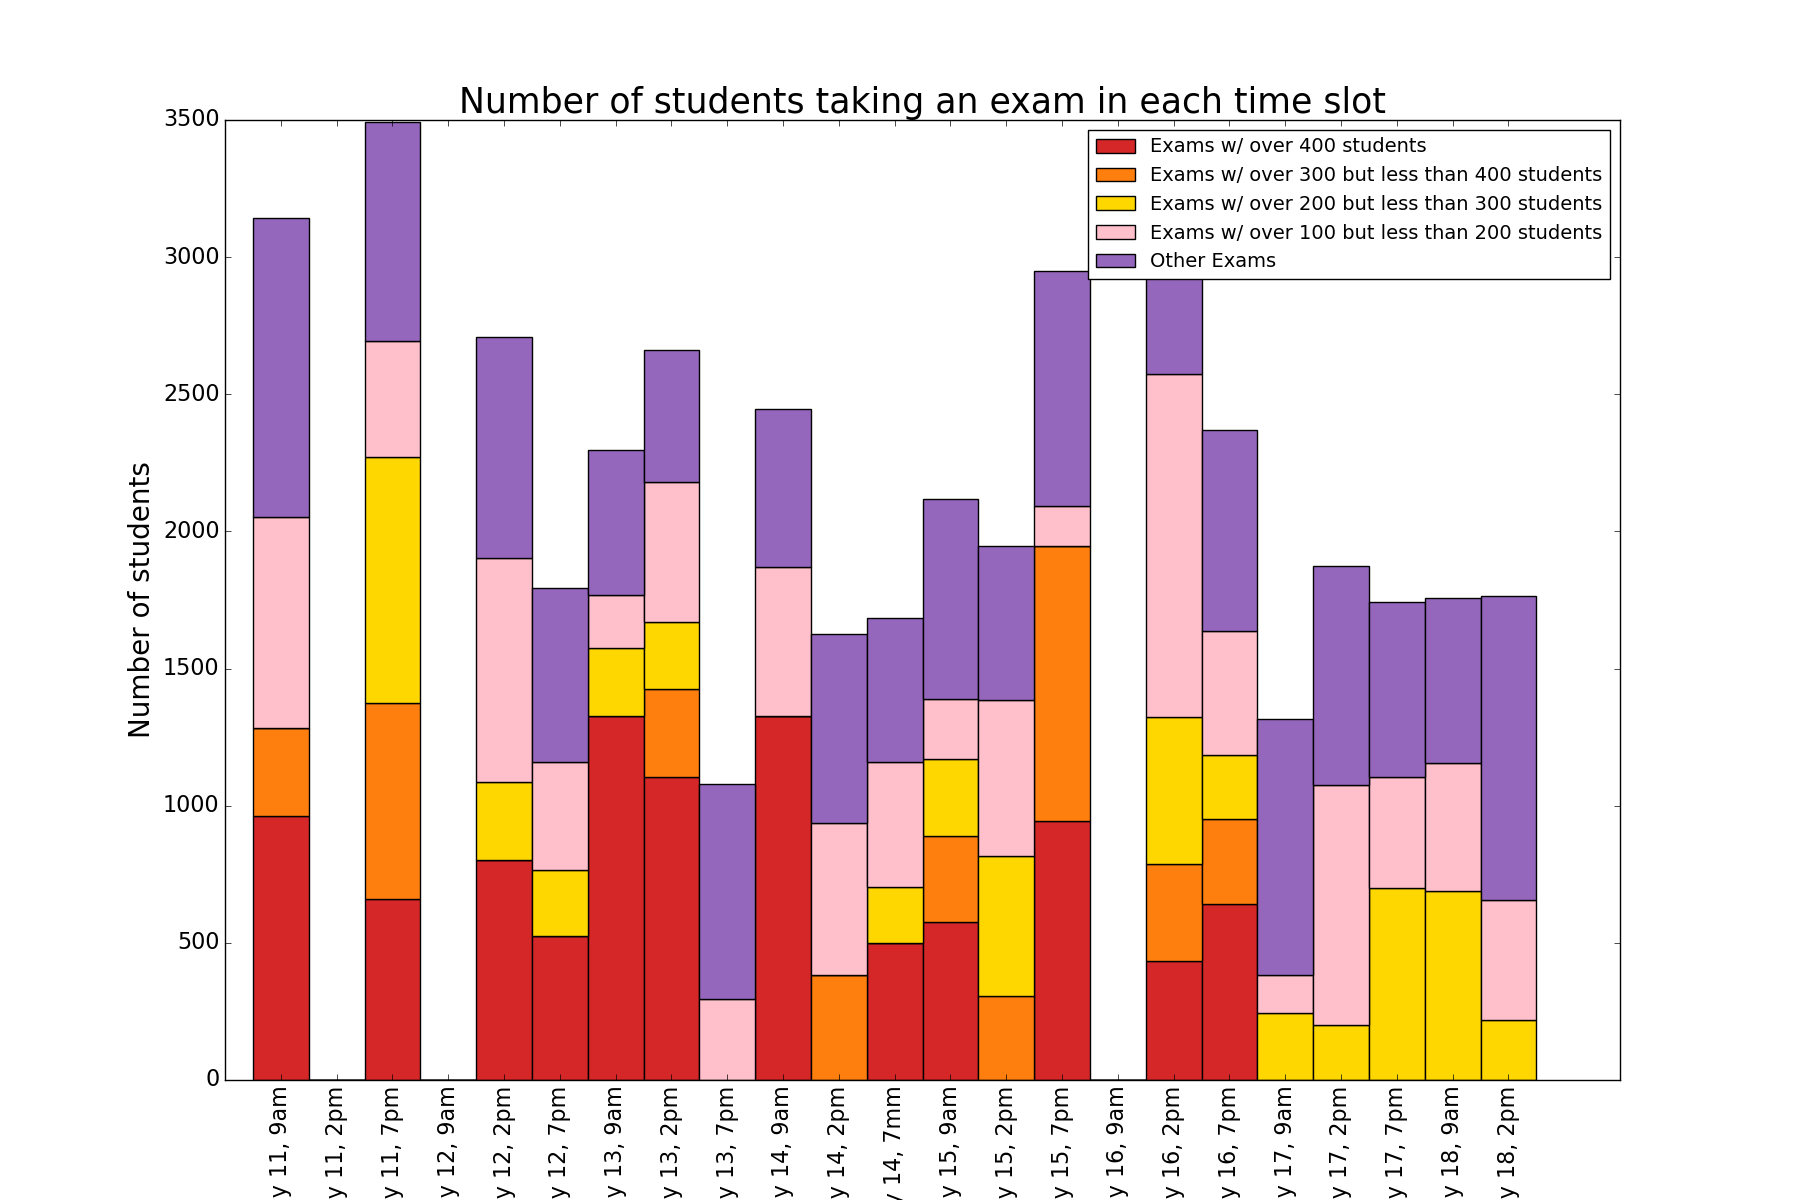 Number of students taking an exam in each time slot
Number of students
3500
3000
2500
2000
1500
1000
500
0
Exams w/ over 400 students
Exams w/ over 300 but less than 400 students
Exams w/ over 200 but less than 300 students
Exams w/ over 100 but less than 200 students
Other Exams
y 11, 9am
y 11, 2pm
y 11, 7pm
y 12, 9am
y 12, 2pm
y 12, 7pm
y 13, 9am
y 13, 2pm
y 13, 7pm
y 14, 9am
y 14, 2pm
y 14, 7mm
y 15, 9am
y 15, 2pm
y 15, 7pm
y 16, 9am
y 16, 2pm
y 16, 7pm
y 17, 9am
y 17, 2pm
y 17, 7pm
y 18, 9am
y 18, 2pm